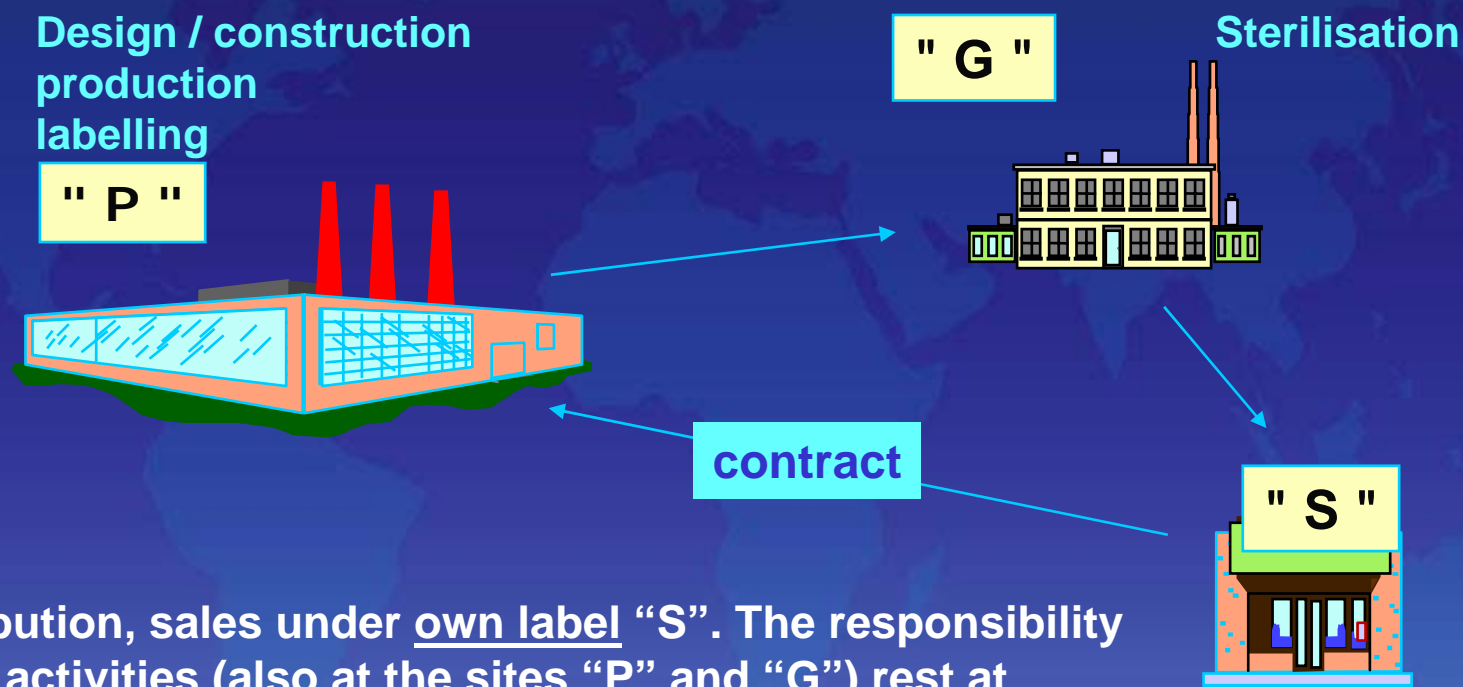 Design / construction
production
labelling
" P "
" G "
Sterilisation
contract
" S "
sales under own label “S”. The responsibility
activities (also at the sites “P” and “G”) rest at